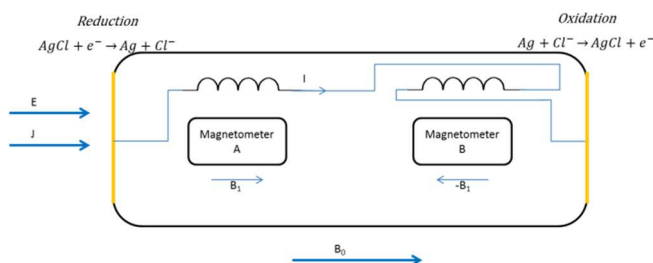 Reduction
AgCl + e⁻ → Ag + Cl⁻
Oxidation
Ag + Cl⁻ → AgCl + e⁻
I
E
J
Magnetometer
A
Magnetometer
B
B₁
-B₁
B₀